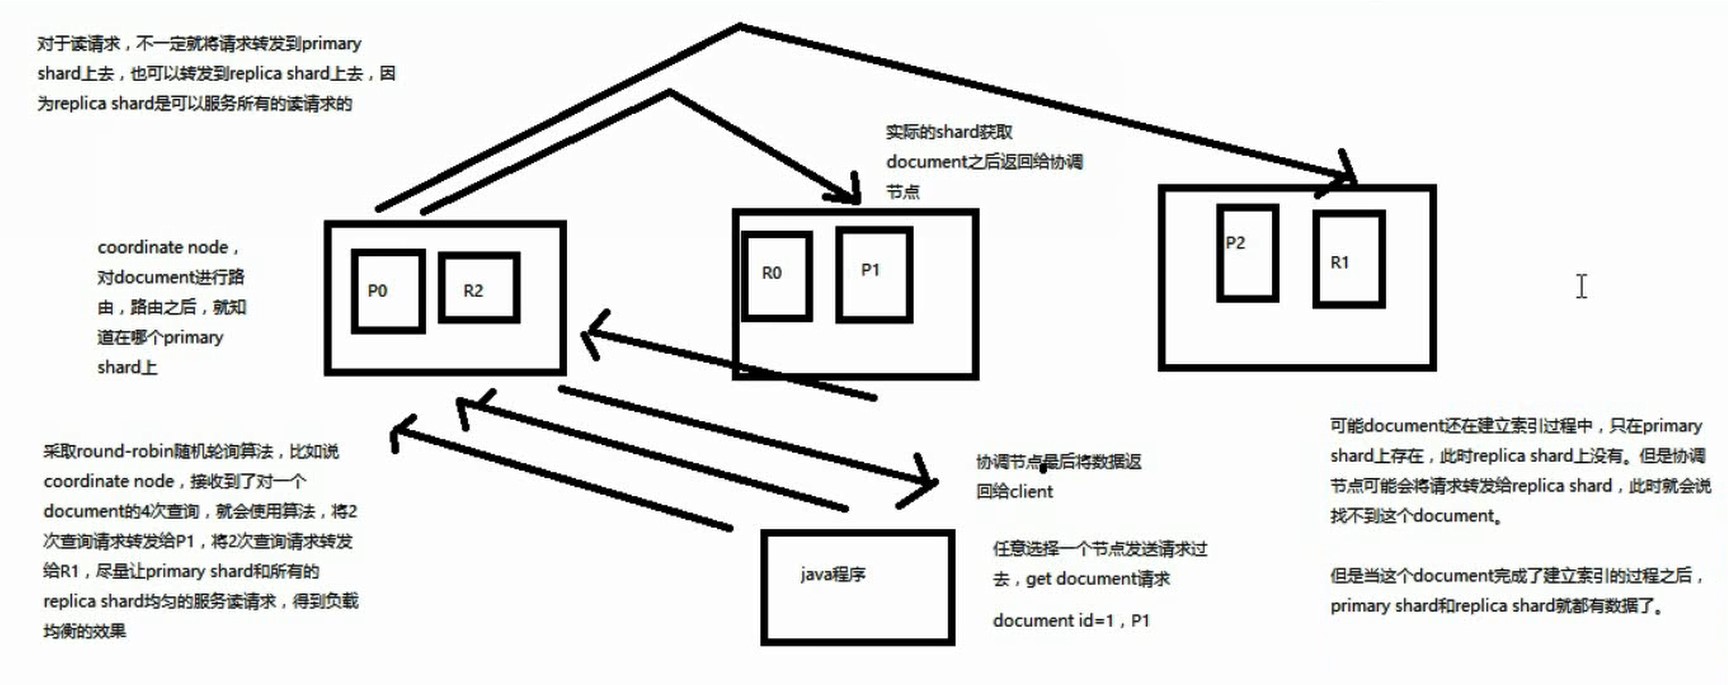 对于读请求，不一定就将请求转发到primary
shard上去，也可以转发到replica shard上去，因
为replica shard是可以服务所有的读请求的
实际的shard获取
document之后返回给协调
节点
coordinate node，
对document进行路
由，路由之后，就知
道在哪个primary
shard上
P0
R2
R0
P1
P2
R1
采取round-robin随机轮询算法，比如说
coordinate node，接收到了对一个
document的4次查询，就会使用算法，将2
次查询请求转发给P1，将2次查询请求转发
给R1，尽量让primary shard和所有的
replica shard均匀的服务读请求，得到负载
均衡的效果
协调节点最后将数据返
回给client
java程序
任意选择一个节点发送请求过
去，get document请求
document id=1，P1
可能document还在建立索引过程中，只在primary
shard上存在，此时replica shard上没有。但是协调
节点可能会将请求转发给replica shard，此时就会说
找不到这个document。
但是当这个document完成了建立索引的过程之后，
primary shard和replica shard就都有数据了。